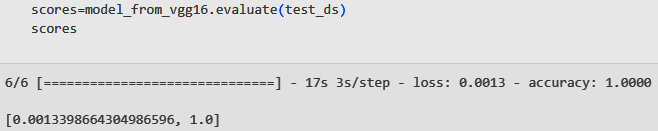 scores=model_from_vgg16.evaluate(test_ds)
scores
6/6 [==============================] - 17s 3s/step - loss: 0.0013 - accuracy: 1.0000
[0.0013398664304986596, 1.0]